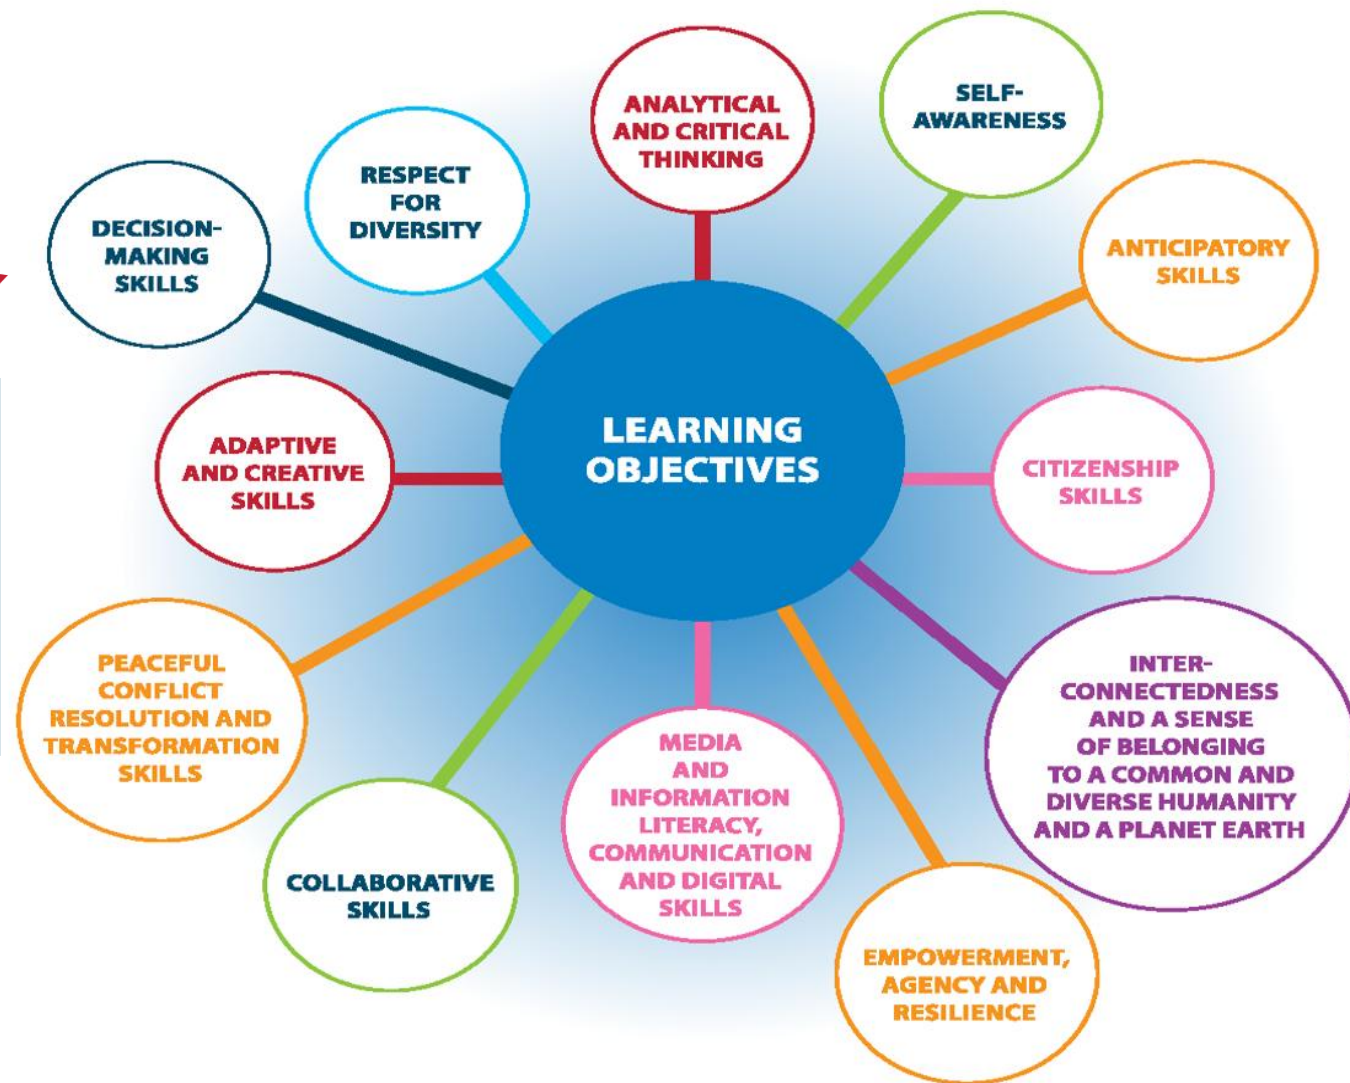 ANALYTICAL
AND CRITICAL
THINKING
SELF-
AWARENESS
RESPECT
FOR
DIVERSITY
DECISION-
MAKING
SKILLS
ANTICIPATORY
SKILLS
LEARNING
OBJECTIVES
ADAPTIVE
AND CREATIVE
SKILLS
CITIZENSHIP
SKILLS
PEACEFUL
CONFLICT
RESOLUTION AND
TRANSFORMATION
SKILLS
INTER-
CONNECTEDNESS
AND A SENSE
OF BELONGING
TO A COMMON AND
DIVERSE HUMANITY
AND A PLANET EARTH
MEDIA
AND
INFORMATION
LITERACY,
COMMUNICATION
AND DIGITAL
SKILLS
COLLABORATIVE
SKILLS
EMPOWERMENT,
AGENCY AND
RESILIENCE